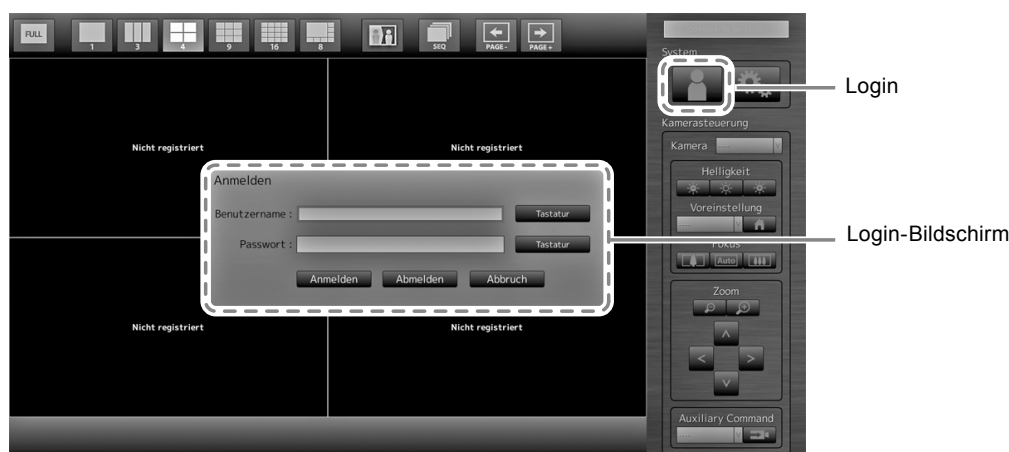 FULL
1
3
4
9
16
8
SEQ
PAGE-
PAGE+
System
Login
Kamerasteuerung
Kamera ----
Nicht registriert
Nicht registriert
Helligkeit
Anmelden
Voreinstellung
Benutzername :
Tastatur
----
Login-Bildschirm
Passwort :
Tastatur
Fokus
Auto
Anmelden
Abmelden
Abbruch
Zoom
Nicht registriert
Nicht registriert
Auxiliary Command
----